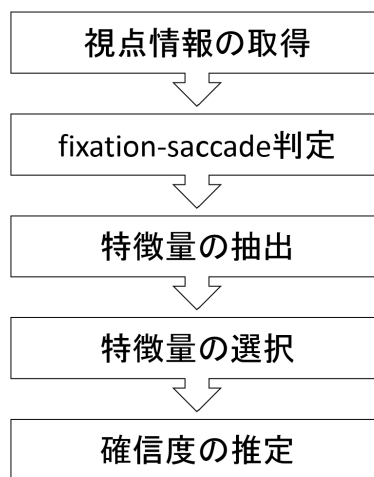 視点情報の取得
fixation-saccade判定
特徴量の抽出
特徴量の選択
確信度の推定